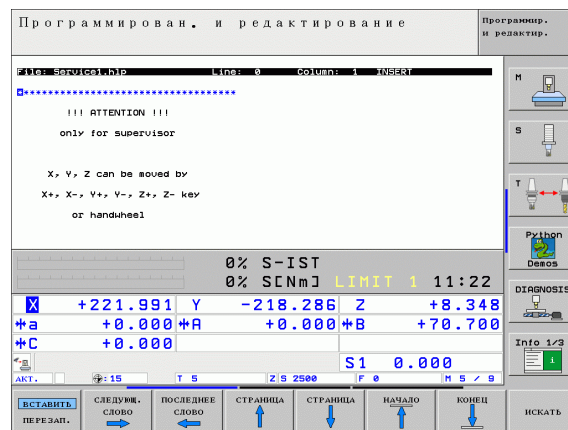 Программирован. и редактирование
Программир.
и редактир.
File: Service1.hlp Line: 0 Column: 1 INSERT
************************************
!!! ATTENTION !!!
only for supervisor
X, Y, Z can be moved by
X+, X-, Y+, Y-, Z+, Z- key
or handwheel
M
S
T
Python
Demos
DIAGNOSIS
Info 1/3
0% S-IST
0% S[Nm] LIMIT 1 11:22
X +221.991 Y -218.286 Z +8.348
a +0.000 A +0.000 B +70.700
C +0.000
S1 0.000
АКТ. : 15 T 5 Z S 2500 F 0 M 5 / 9
ВСТАВИТЬ
ПЕРЕЗАП.
СЛЕДУЮЩ.
СЛОВО
ПОСЛЕДНЕЕ
СЛОВО
СТРАНИЦА
СТРАНИЦА
НАЧАЛО
КОНЕЦ
ИСКАТЬ